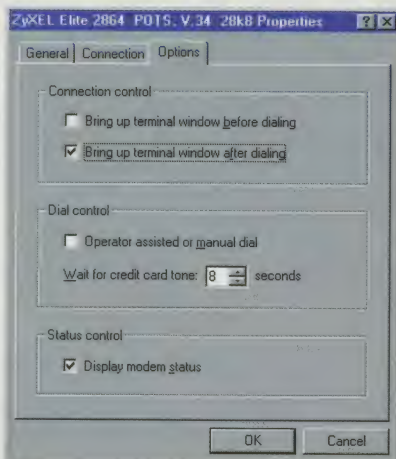 ZyXEL Elite 2864 POTS, V.34 28k8 Properties
General Connection Options
Connection control
Bring up terminal window before dialing
Bring up terminal window after dialing
Dial control
Operator assisted or manual dial
Wait for credit card tone: 8 seconds
Status control
Display modem status
OK Cancel